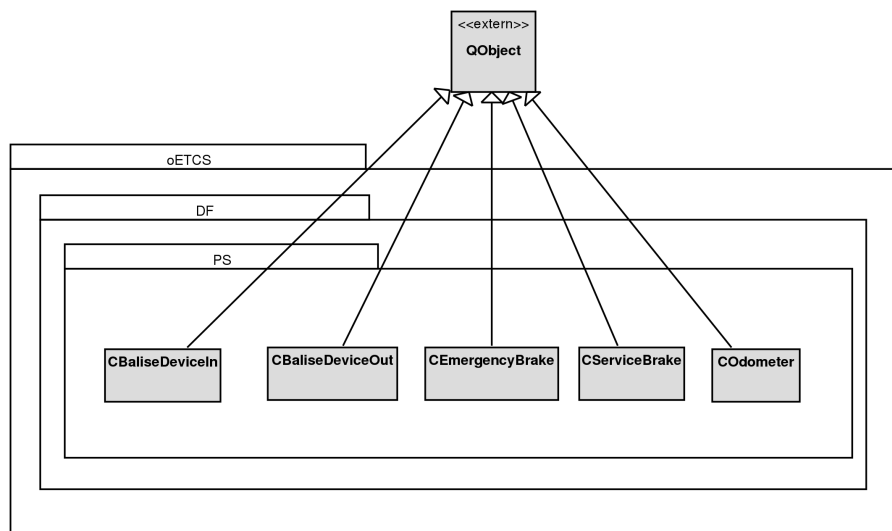 <<extern>>
QObject
oETCS
DF
PS
CBaliseDeviceIn
CBaliseDeviceOut
CEmergencyBrake
CServiceBrake
COdometer